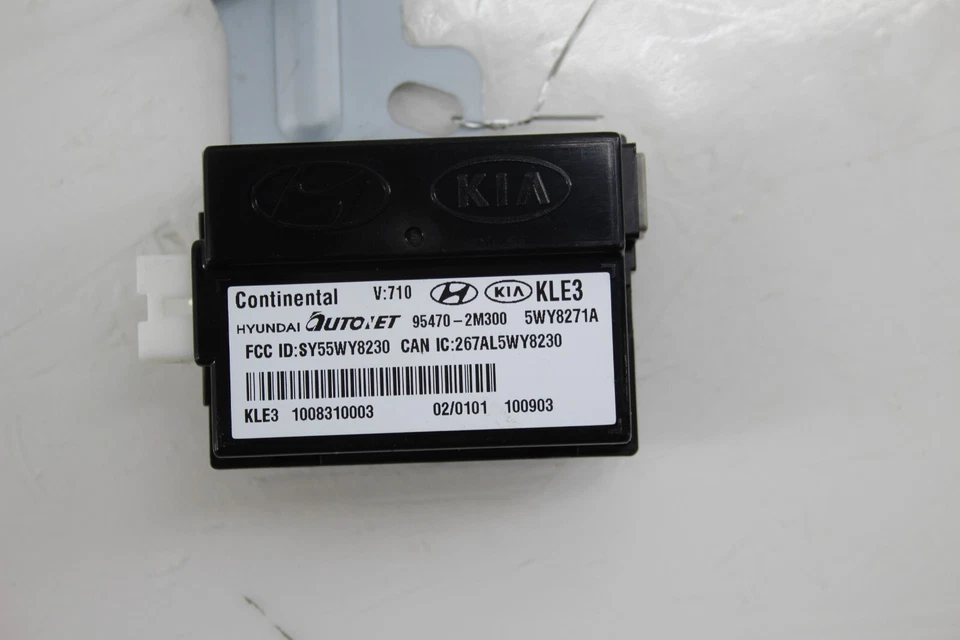 KIA
Continental V:710 KIA KLE3
HYUNDAI AUTONET 95470-2M300 5WY8271A
FCC ID:SY55WY8230 CAN IC:267AL5WY8230
KLE3 1008310003 02/0101 100903